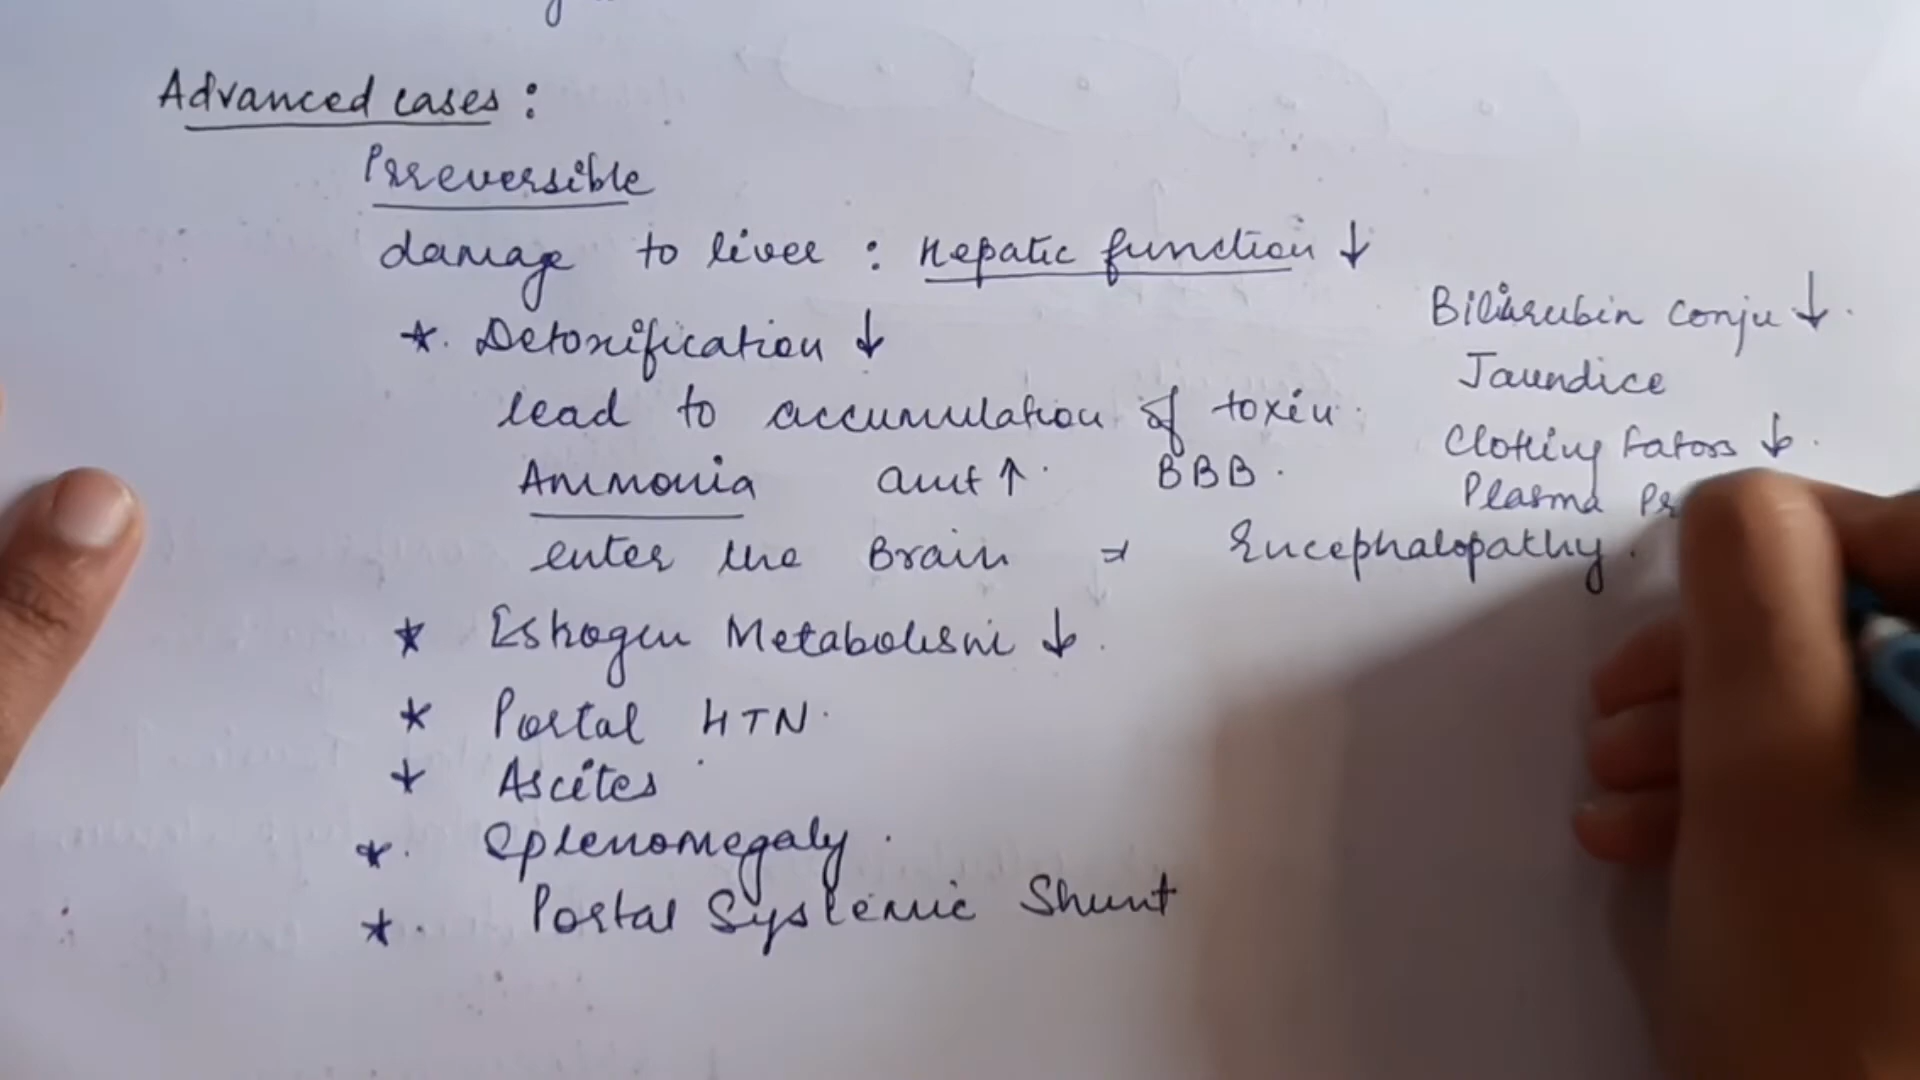 Advanced cases :
Irreversible
damage to liver : Hepatic function ↓
* Detoxification ↓
lead to accumulation of toxin.
Ammonia amt ↑ BBB.
enter the Brain ⇒ Encephalopathy.
* Estrogen Metabolism ↓.
* Portal HTN.
* Ascites
* Splenomegaly.
* Portal Systemic Shunt
Bilirubin Conju ↓.
Jaundice
Clotting Fators ↓.
Plasma Pr